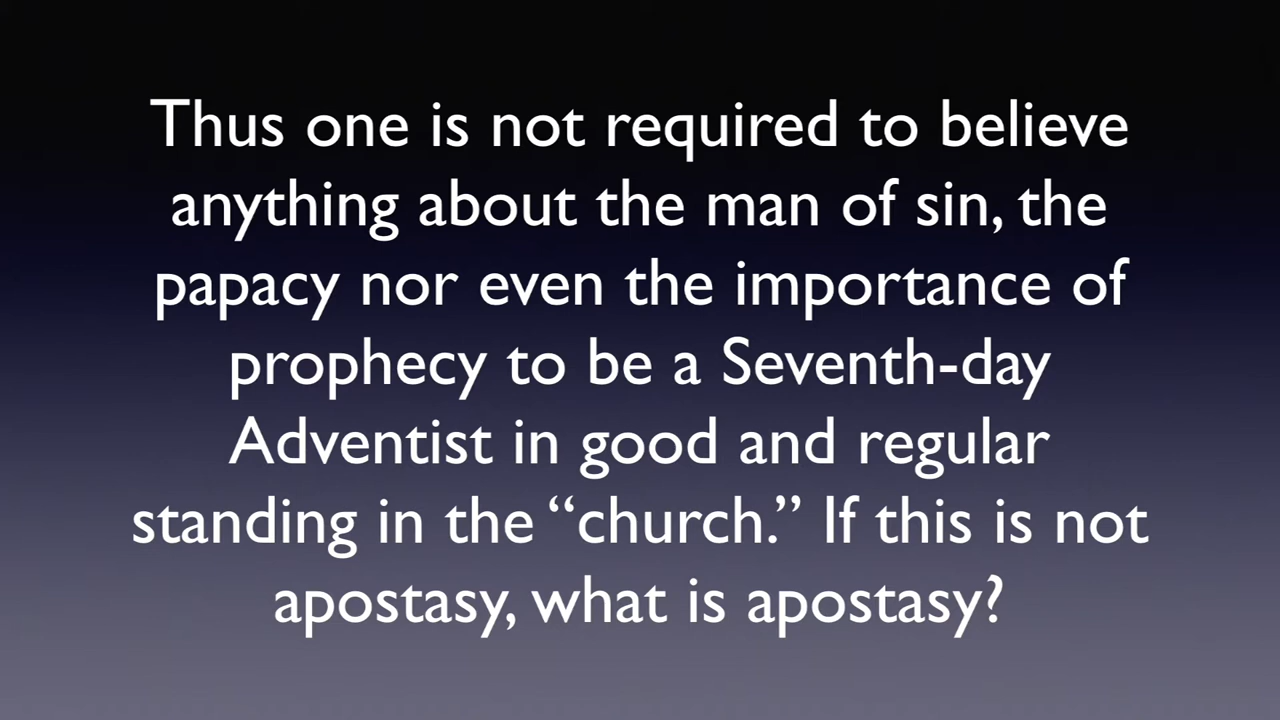 Thus one is not required to believe
anything about the man of sin, the
papacy nor even the importance of
prophecy to be a Seventh-day
Adventist in good and regular
standing in the “church.” If this is not
apostasy, what is apostasy?